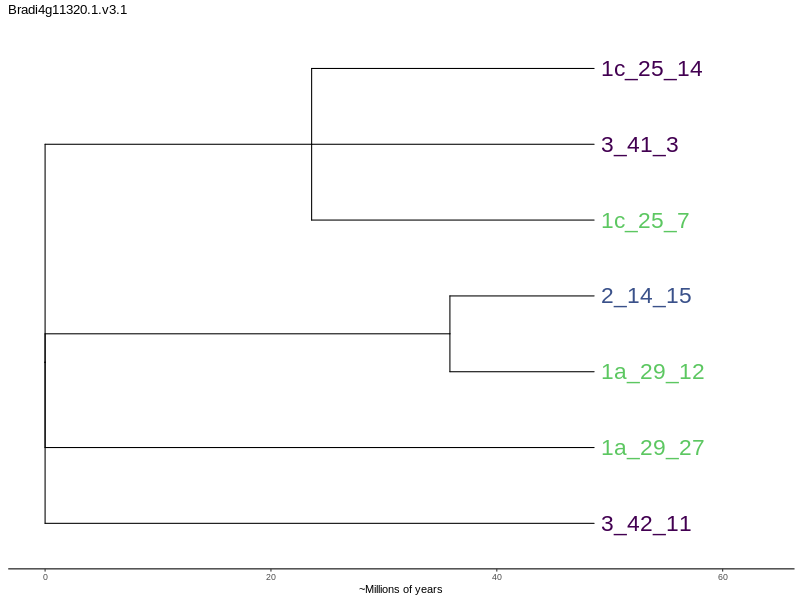 Bradi4g11320.1.v3.1
1c_25_14
3_41_3
1c_25_7
2_14_15
1a_29_12
1a_29_27
3_42_11
0 20 40 60
~Millions of years